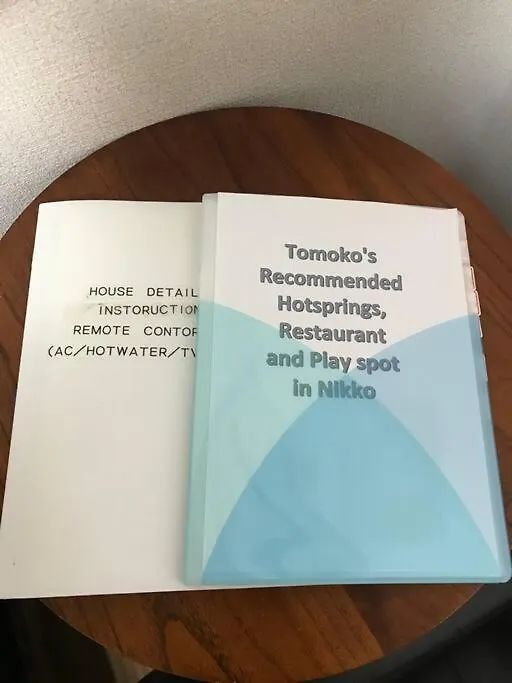 HOUSE DETAIL
INSTORUCTION
REMOTE CONTOR
(AC/HOTWATER/TV
Tomoko's
Recommended
Hotsprings,
Restaurant
and Play spot
in Nikko